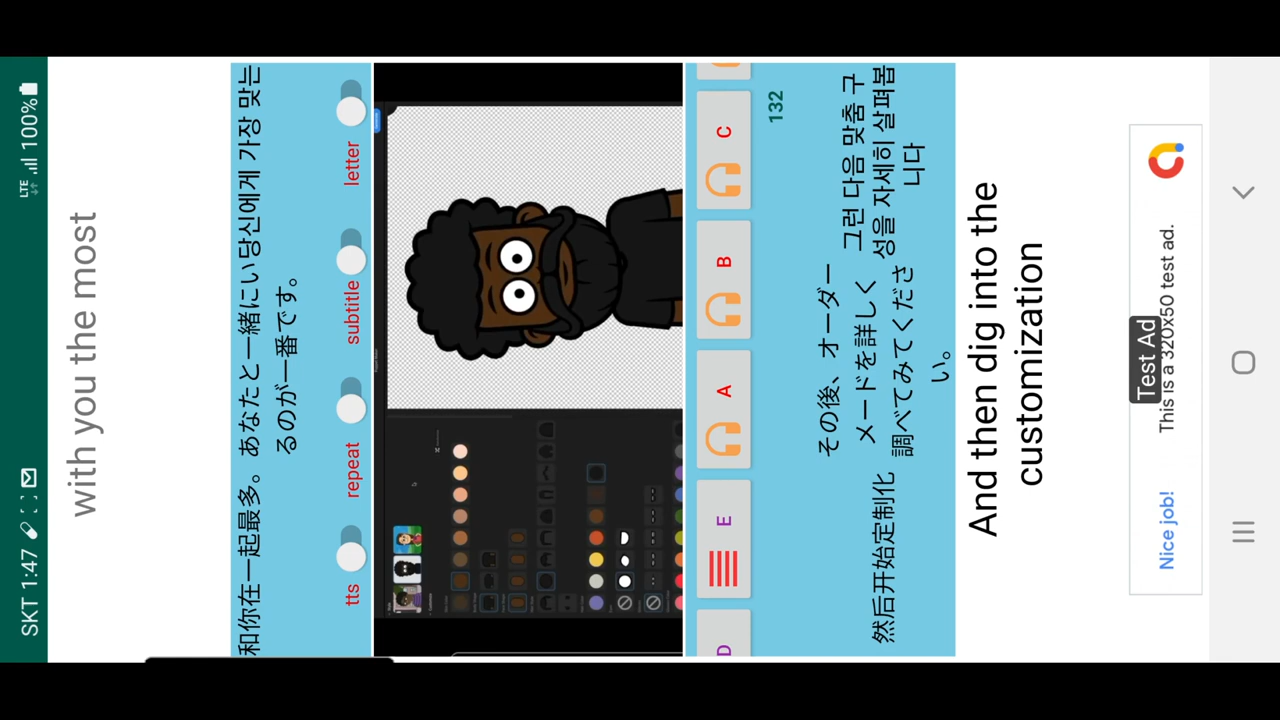 SKT 1:47
LTE
100%
with you the most
和你在一起最多。
あなたと一緒にい
るのが一番です。
당신에게 가장 맞는
tts
repeat
subtitle
letter
D
E
A
B
C
132
然后开始定制化
その後、オーダー
メードを詳しく
調べてみてくださ
い。
그런 다음 맞춤 구
성을 자세히 살펴봅
니다
And then dig into the
customization
Test Ad
Nice job!
This is a 320x50 test ad.